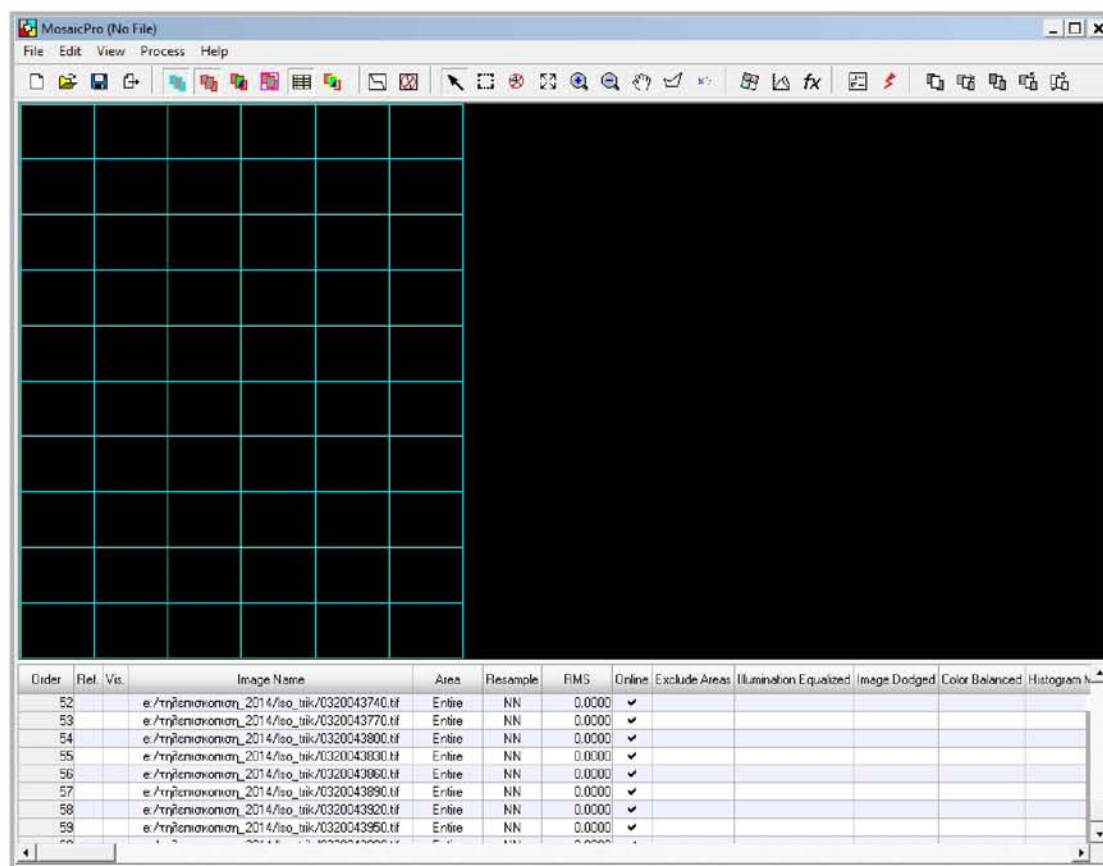 MosaicPro (No File)
File Edit View Process Help
Order Ref. Vis. Image Name Area Resample RMS Online Exclude Areas Illumination Equalized Image Dodged Color Balanced Histogram M
52 e:/τηλεπισκοπιση_2014/lso_trik/0320043740.tif Entire NN 0.0000
53 e:/τηλεπισκοπιση_2014/lso_trik/0320043770.tif Entire NN 0.0000
54 e:/τηλεπισκοπιση_2014/lso_trik/0320043800.tif Entire NN 0.0000
55 e:/τηλεπισκοπιση_2014/lso_trik/0320043830.tif Entire NN 0.0000
56 e:/τηλεπισκοπιση_2014/lso_trik/0320043860.tif Entire NN 0.0000
57 e:/τηλεπισκοπιση_2014/lso_trik/0320043890.tif Entire NN 0.0000
58 e:/τηλεπισκοπιση_2014/lso_trik/0320043920.tif Entire NN 0.0000
59 e:/τηλεπισκοπιση_2014/lso_trik/0320043950.tif Entire NN 0.0000